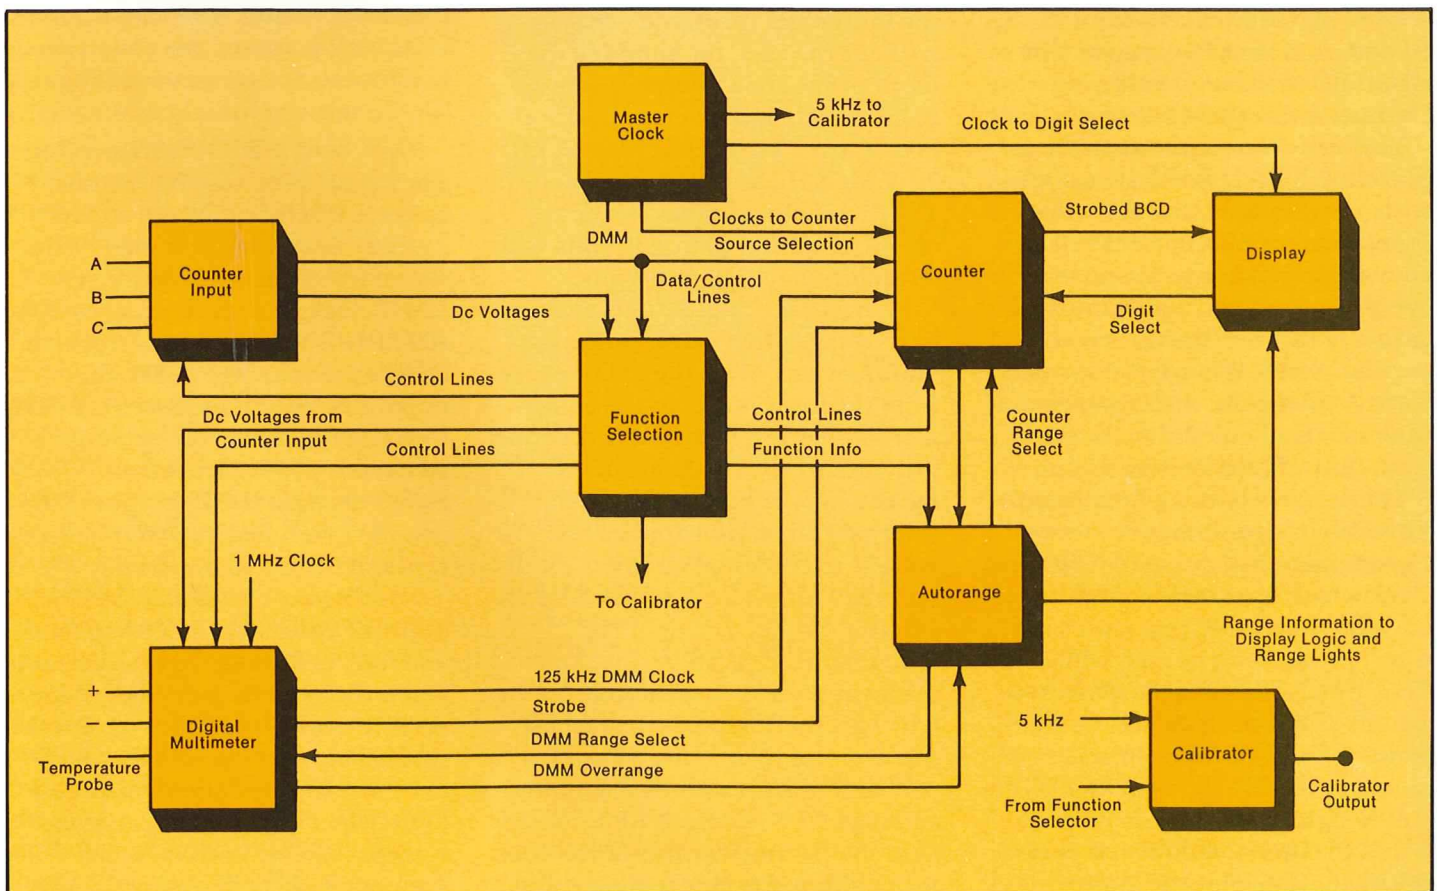 Master
Clock
5 kHz to
Calibrator
Clock to Digit Select
DMM
Clocks to Counter
Source Selection
Strobed BCD
Counter
Input
A
B
C
Data/Control
Lines
Dc Voltages
Counter
Display
Digit
Select
Control Lines
Dc Voltages from
Counter Input
Control Lines
Function
Selection
Control Lines
Function Info
Counter
Range
Select
1 MHz Clock
To Calibrator
Autorange
Range Information to
Display Logic and
Range Lights
+
−
Temperature
Probe
Digital
Multimeter
125 kHz DMM Clock
Strobe
DMM Range Select
DMM Overrange
5 kHz
From Function
Selector
Calibrator
Calibrator
Output